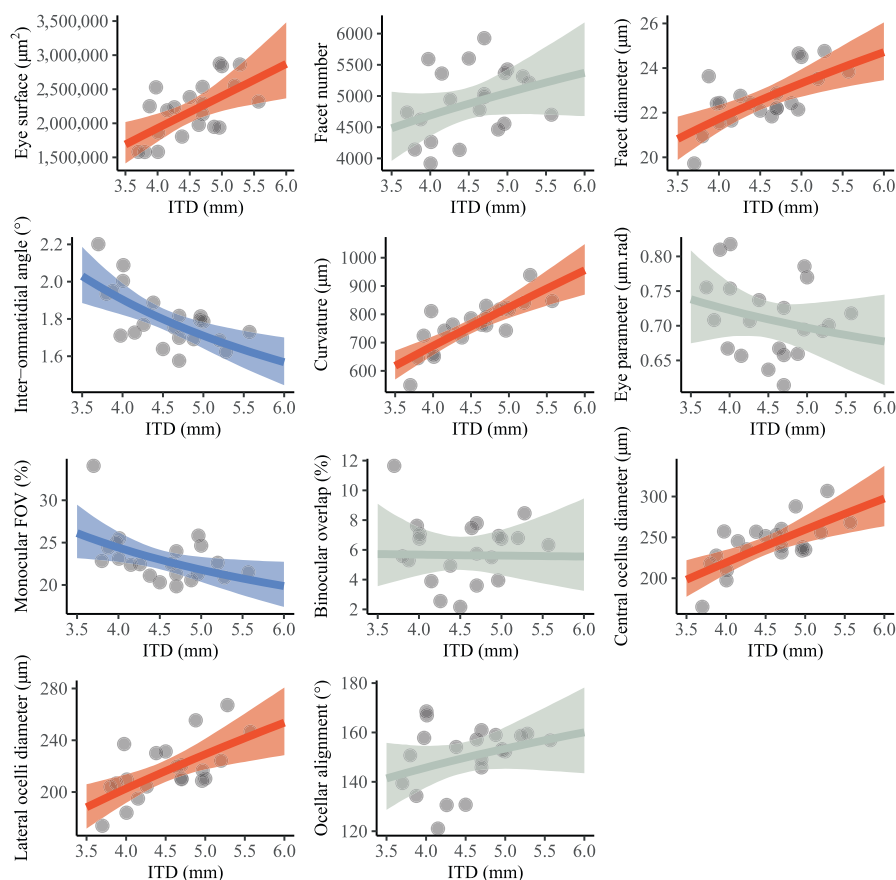 Eye surface (μm²)
3,500,000
3,000,000
2,500,000
2,000,000
1,500,000
3.5 4.0 4.5 5.0 5.5 6.0
ITD (mm)
Facet number
6000
5500
5000
4500
4000
3.5 4.0 4.5 5.0 5.5 6.0
ITD (mm)
Facet diameter (μm)
26
24
22
20
3.5 4.0 4.5 5.0 5.5 6.0
ITD (mm)
Inter−ommatidial angle (°)
2.2
2.0
1.8
1.6
3.5 4.0 4.5 5.0 5.5 6.0
ITD (mm)
Curvature (μm)
1000
900
800
700
600
3.5 4.0 4.5 5.0 5.5 6.0
ITD (mm)
Eye parameter (μm.rad)
0.80
0.75
0.70
0.65
3.5 4.0 4.5 5.0 5.5 6.0
ITD (mm)
Monocular FOV (%)
30
25
20
3.5 4.0 4.5 5.0 5.5 6.0
ITD (mm)
Binocular overlap (%)
12
10
8
6
4
2
3.5 4.0 4.5 5.0 5.5 6.0
ITD (mm)
Central ocellus diameter (μm)
300
250
200
3.5 4.0 4.5 5.0 5.5 6.0
ITD (mm)
Lateral ocelli diameter (μm)
280
240
200
3.5 4.0 4.5 5.0 5.5 6.0
ITD (mm)
Ocellar alignment (°)
180
160
140
120
3.5 4.0 4.5 5.0 5.5 6.0
ITD (mm)